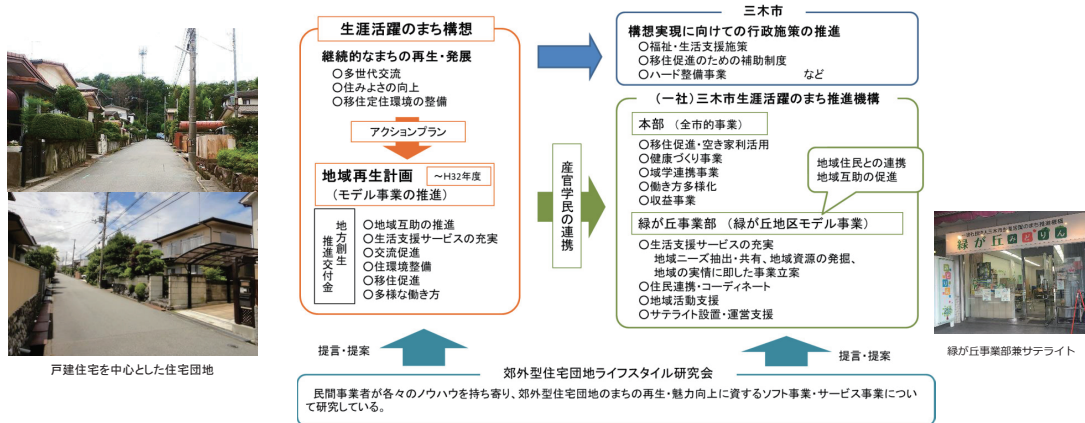 戸建住宅を中心とした住宅団地
生涯活躍のまち構想
継続的なまちの再生・発展
○多世代交流
○住みよさの向上
○移住定住環境の整備
アクションプラン
地域再生計画
~H32年度
(モデル事業の推進)
地方創生
推進交付金
○地域互助の推進
○生活支援サービスの充実
○交流促進
○住環境整備
○移住促進
○多様な働き方
産官学民の連携
三木市
構想実現に向けての行政施策の推進
○福祉・生活支援施策
○移住促進のための補助制度
○ハード整備事業 など
(一社)三木市生涯活躍のまち推進機構
本部 (全市的事業)
○移住促進・空き家利活用
○健康づくり事業
○域学連携事業
○働き方多様化
○収益事業
地域住民との連携
地域互助の促進
緑が丘事業部 (緑が丘地区モデル事業)
○生活支援サービスの充実
地域ニーズ抽出・共有、地域資源の発掘、
地域の実情に即した事業立案
○住民連携・コーディネート
○地域活動支援
○サテライト設置・運営支援
緑が丘みどりん
緑が丘事業部兼サテライト
提言・提案
提言・提案
郊外型住宅団地ライフスタイル研究会
民間事業者が各々のノウハウを持ち寄り、郊外型住宅団地のまちの再生・魅力向上に資するソフト事業・サービス事業につい
て研究している。